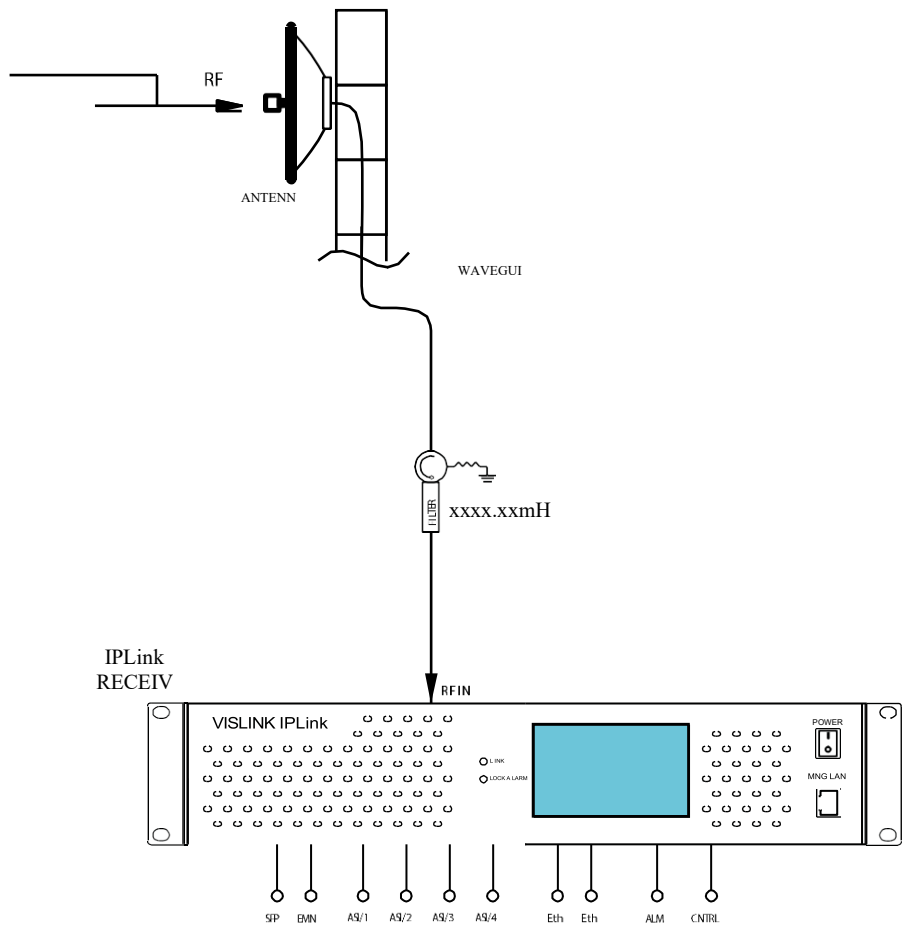 RF
ANTENN
WAVEGUI
FILTER
xxxx.xxmH
IPLink
RECEIV
RFIN
VISLINK IPLink
POWER
LINK
LOCK ALARM
MNG LAN
SFP EMN ASI/1 ASI/2 ASI/3 ASI/4 Eth Eth ALM CNTRL